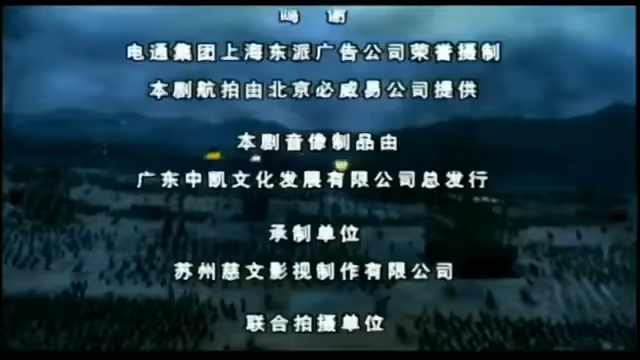 鸣 谢
电通集团上海东派广告公司荣誉摄制
本剧航拍由北京必威易公司提供
本剧音像制品由
广东中凯文化发展有限公司总发行
承制单位
苏州慈文影视制作有限公司
联合拍摄单位